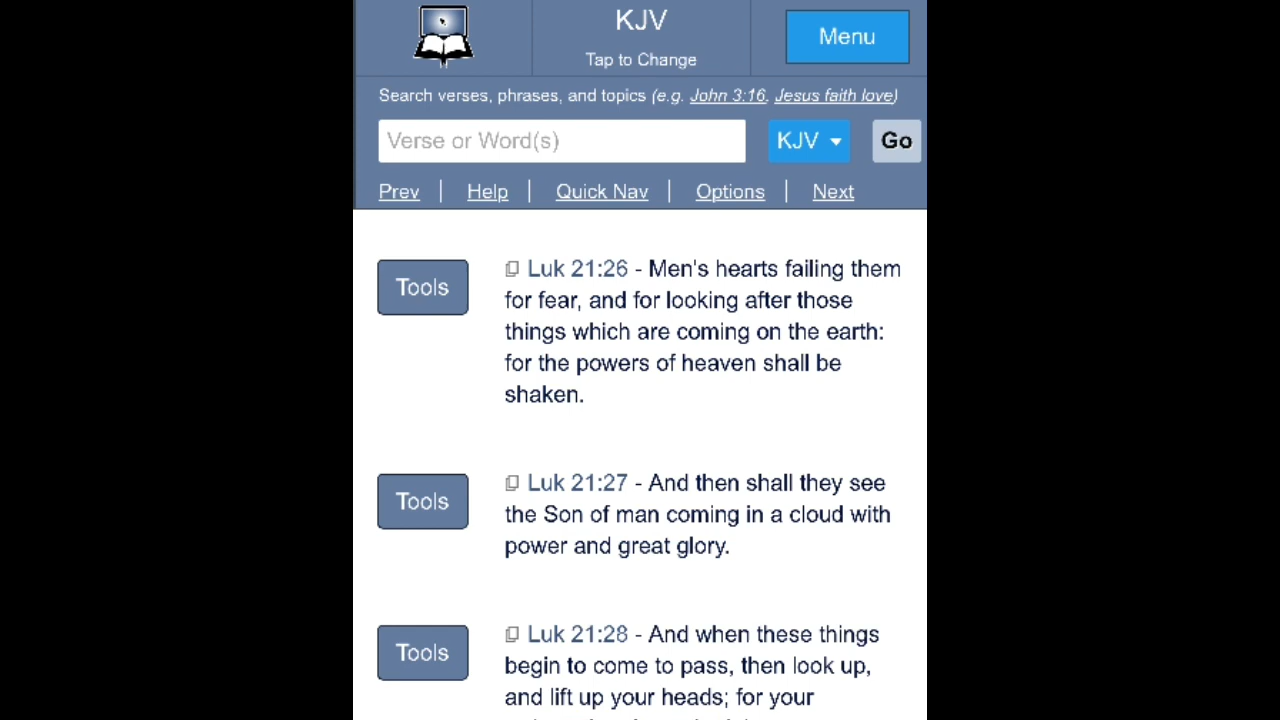 KJV
Tap to Change
Menu
Search verses, phrases, and topics (e.g. John 3:16, Jesus faith love)
Verse or Word(s)
KJV
Go
Prev | Help | Quick Nav | Options | Next
Tools
Luk 21:26 - Men's hearts failing them
for fear, and for looking after those
things which are coming on the earth:
for the powers of heaven shall be
shaken.
Tools
Luk 21:27 - And then shall they see
the Son of man coming in a cloud with
power and great glory.
Tools
Luk 21:28 - And when these things
begin to come to pass, then look up,
and lift up your heads; for your